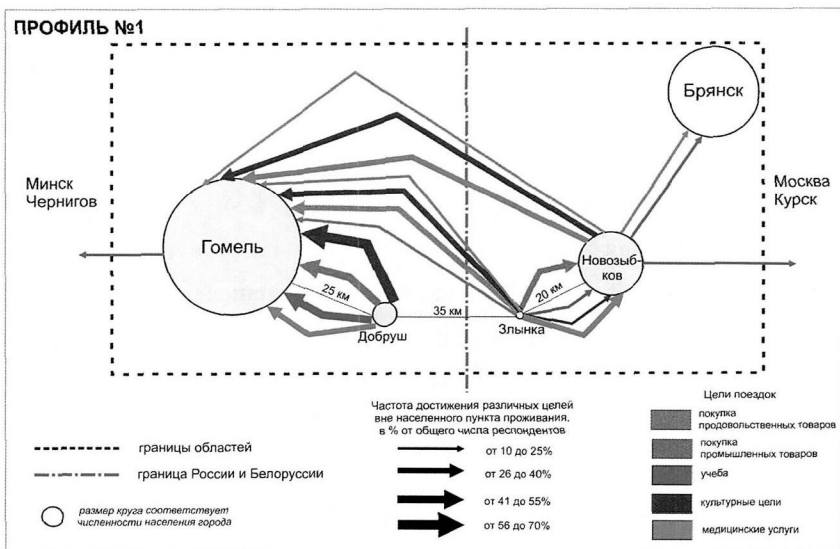 ПРОФИЛЬ №1
Брянск
Минск
Чернигов
Москва
Курск
Гомель
Новозыб-
ков
25 км
20 км
35 км
Добруш
Злынка
Частота достижения различных целей
вне населенного пункта проживания,
в % от общего числа респондентов
от 10 до 25%
от 26 до 40%
от 41 до 55%
от 56 до 70%
Цели поездок
покупка
продовольственных товаров
покупка
промышленных товаров
учеба
культурные цели
медицинские услуги
границы областей
граница России и Белоруссии
размер круга соответствует
численности населения города